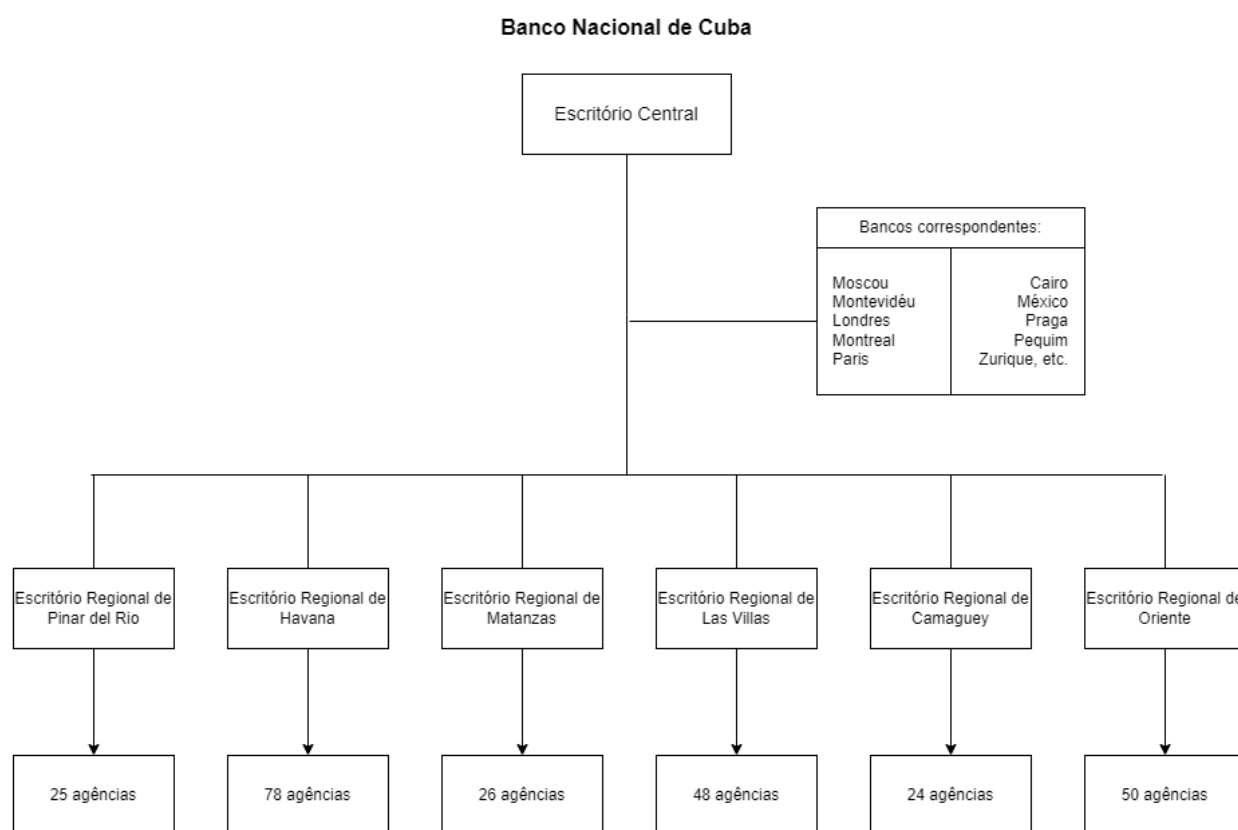 Banco Nacional de Cuba
Escritório Central
Bancos correspondentes:
Moscou
Montevidéu
Londres
Montreal
Paris
Cairo
México
Praga
Pequim
Zurique, etc.
Escritório Regional de
Pinar del Rio
Escritório Regional de
Havana
Escritório Regional de
Matanzas
Escritório Regional de
Las Villas
Escritório Regional de
Camaguey
Escritório Regional de
Oriente
25 agências
78 agências
26 agências
48 agências
24 agências
50 agências